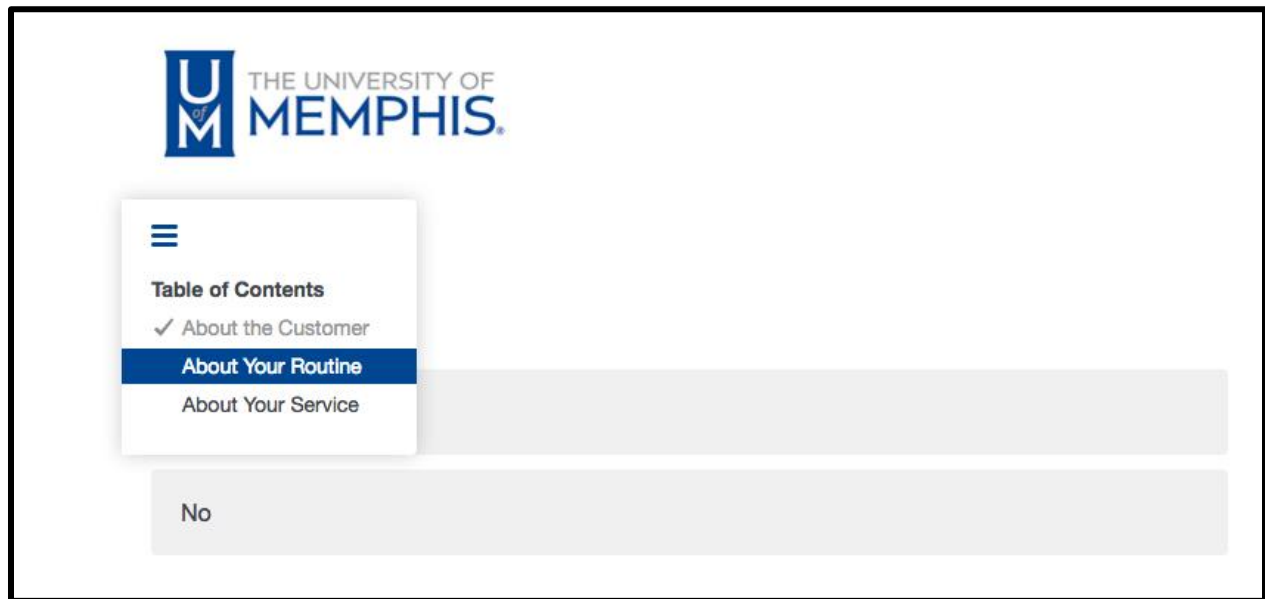 U
of
M
THE UNIVERSITY OF
MEMPHIS®
Table of Contents
✓ About the Customer
About Your Routine
About Your Service
No